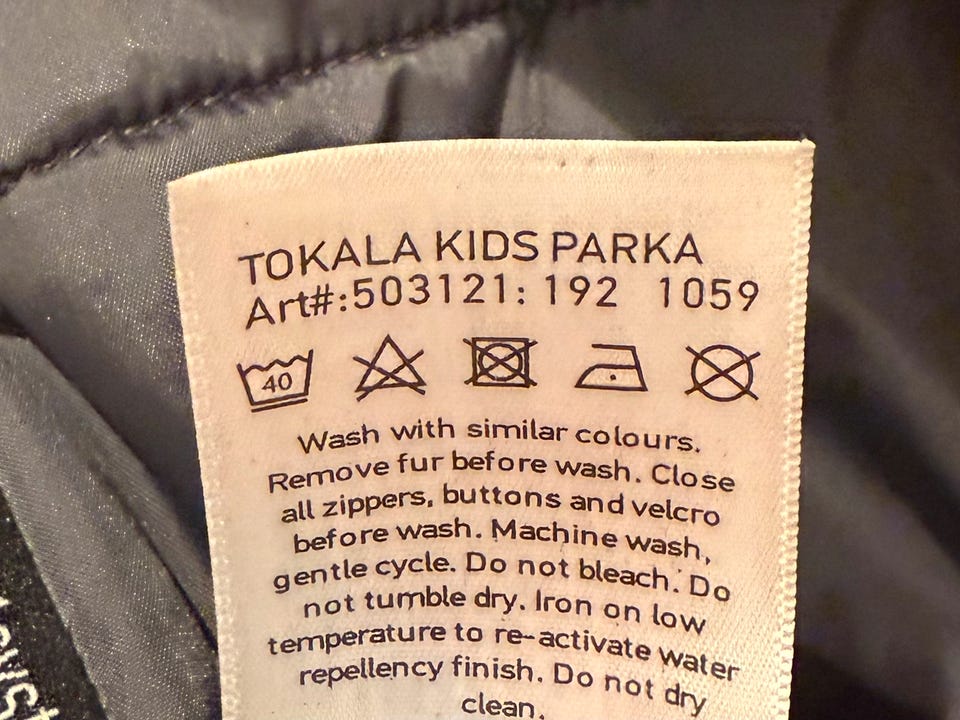 TOKALA KIDS PARKA
Art#:503121: 192 1059
40
Wash with similar colours.
Remove fur before wash. Close
all zippers, buttons and velcro
before wash. Machine wash,
gentle cycle. Do not bleach. Do
not tumble dry. Iron on low
temperature to re-activate water
repellency finish. Do not dry
clean.